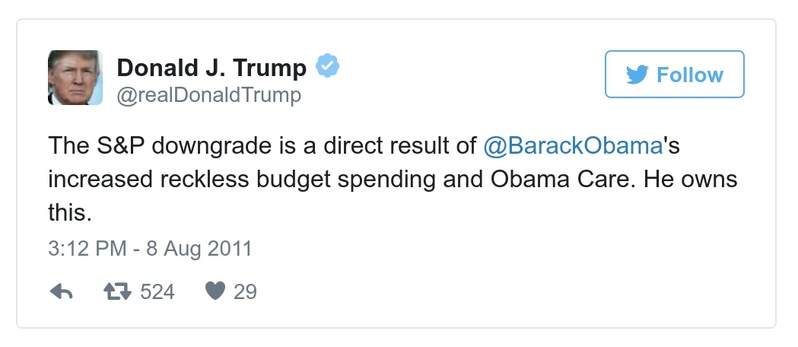 Donald J. Trump
@realDonaldTrump
Follow
The S&P downgrade is a direct result of @BarackObama's
increased reckless budget spending and Obama Care. He owns
this.
3:12 PM - 8 Aug 2011
524 29